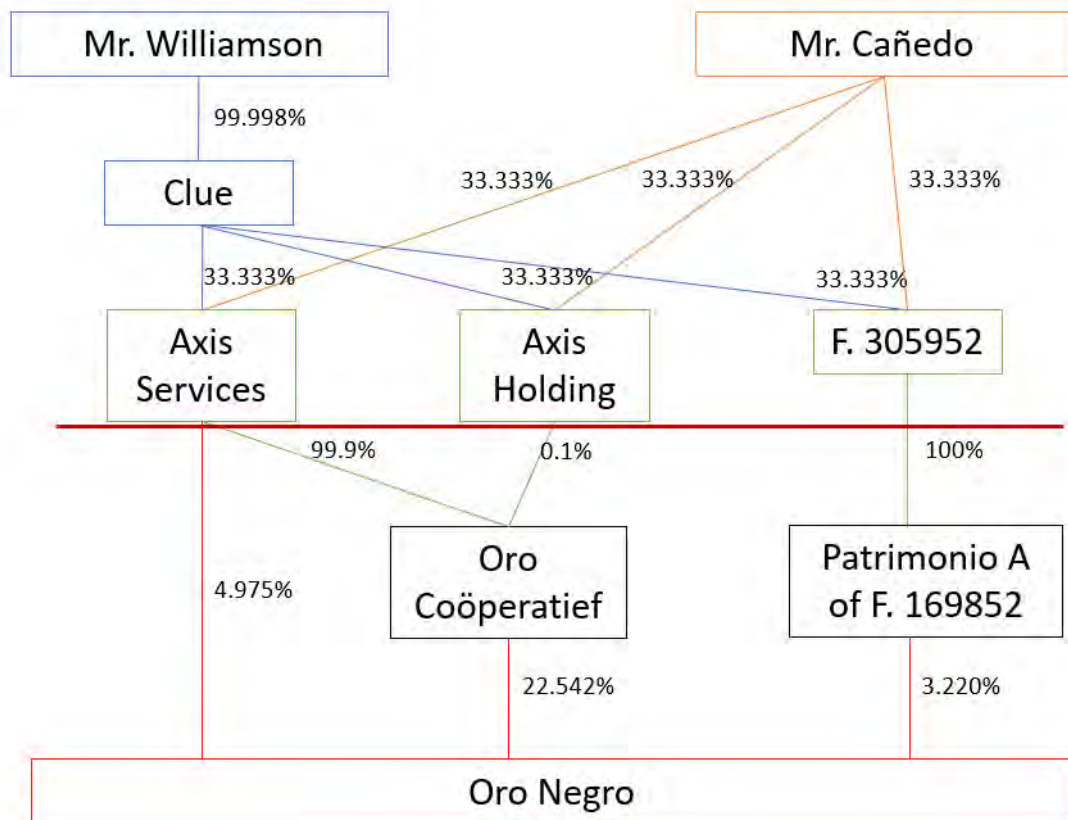 Mr. Williamson
Mr. Cañedo
99.998%
Clue
33.333%
33.333%
33.333%
33.333%
33.333%
33.333%
Axis
Services
Axis
Holding
F. 305952
99.9%
0.1%
100%
Oro
Coöperatief
Patrimonio A
of F. 169852
4.975%
22.542%
3.220%
Oro Negro